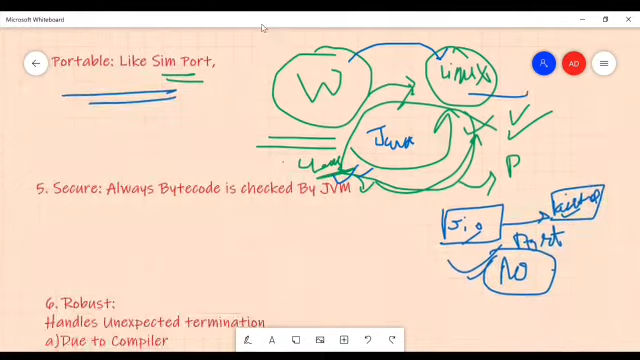 Microsoft Whiteboard
Portable: Like Sim Port,
W
Linux
Java
P
5. Secure: Always Bytecode is checked By JVM
Jio
Port
NO
6. Robust:
Handles Unexpected termination
a)Due to Compiler
AD